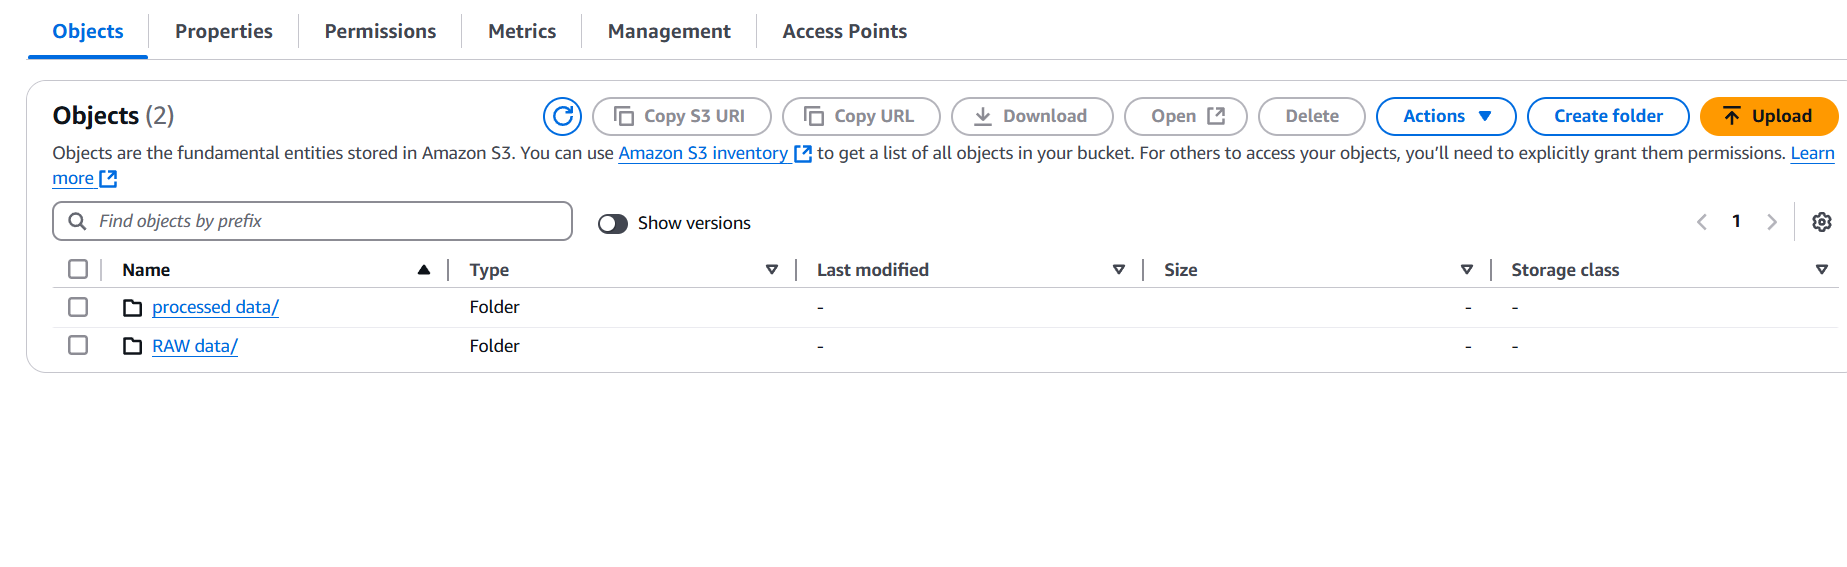 Objects Properties Permissions Metrics Management Access Points
Objects (2) Copy S3 URI Copy URL Download Open Delete Actions Create folder Upload
Objects are the fundamental entities stored in Amazon S3. You can use Amazon S3 inventory to get a list of all objects in your bucket. For others to access your objects, you’ll need to explicitly grant them permissions. Learn
more
Find objects by prefix Show versions 1
Name Type Last modified Size Storage class
processed data/ Folder - - -
RAW data/ Folder - - -